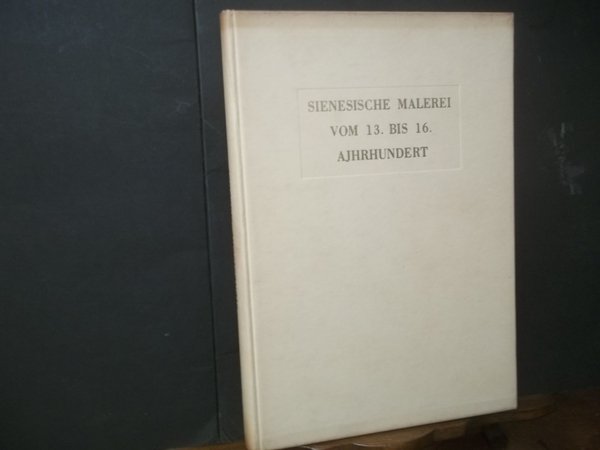 SIENESISCHE MALEREI
VOM 13. BIS 16.
AJHRHUNDERT